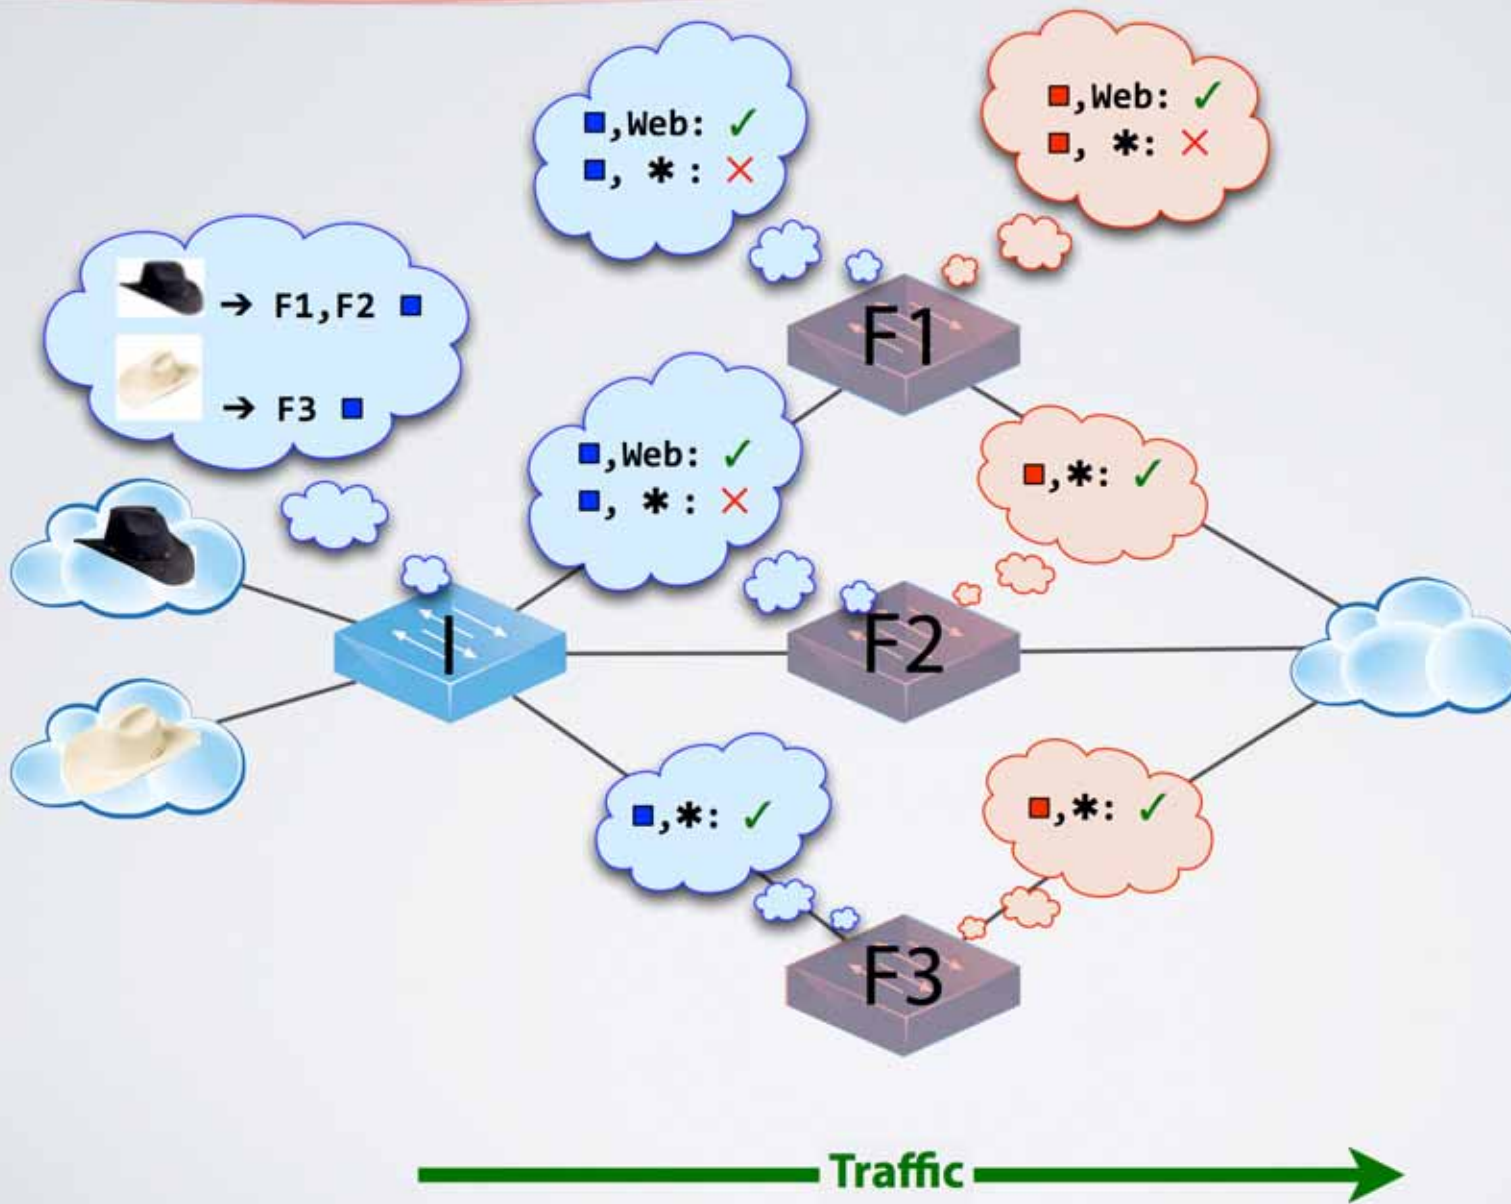 ,Web: ✓
, * : ✗
,Web: ✓
, *: ✗
→ F1,F2
→ F3
F1
,Web: ✓
, * : ✗
,*: ✓
I
F2
,*: ✓
,*: ✓
F3
Traffic